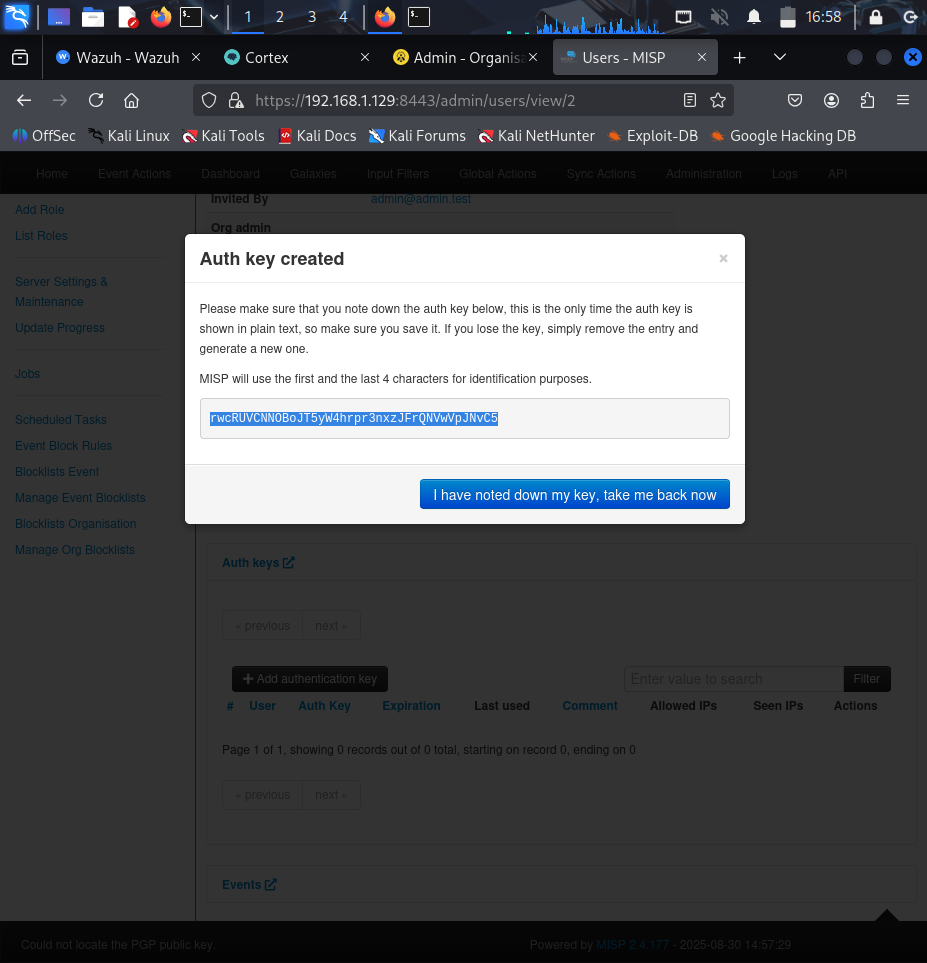 1 2 3 4 16:58
Wazuh - Wazuh Cortex Admin - Organisa Users - MISP
https://192.168.1.129:8443/admin/users/view/2
OffSec Kali Linux Kali Tools Kali Docs Kali Forums Kali NetHunter Exploit-DB Google Hacking DB
Home Event Actions Dashboard Galaxies Input Filters Global Actions Sync Actions Administration Logs API
Add Role
List Roles
Server Settings &
Maintenance
Update Progress
Jobs
Scheduled Tasks
Event Block Rules
Blocklists Event
Manage Event Blocklists
Blocklists Organisation
Manage Org Blocklists
Invited By admin@admin.test
Org admin
Auth key created ×
Please make sure that you note down the auth key below, this is the only time the auth key is
shown in plain text, so make sure you save it. If you lose the key, simply remove the entry and
generate a new one.
MISP will use the first and the last 4 characters for identification purposes.
rwcRUVCNNOBoJT5yW4hrpr3nxzJFrQNVwVpJNvC5
I have noted down my key, take me back now
Auth keys
« previous next »
+ Add authentication key Enter value to search Filter
# User Auth Key Expiration Last used Comment Allowed IPs Seen IPs Actions
Page 1 of 1, showing 0 records out of 0 total, starting on record 0, ending on 0
« previous next »
Events
Could not locate the PGP public key. Powered by MISP 2.4.177 - 2025-08-30 14:57:29